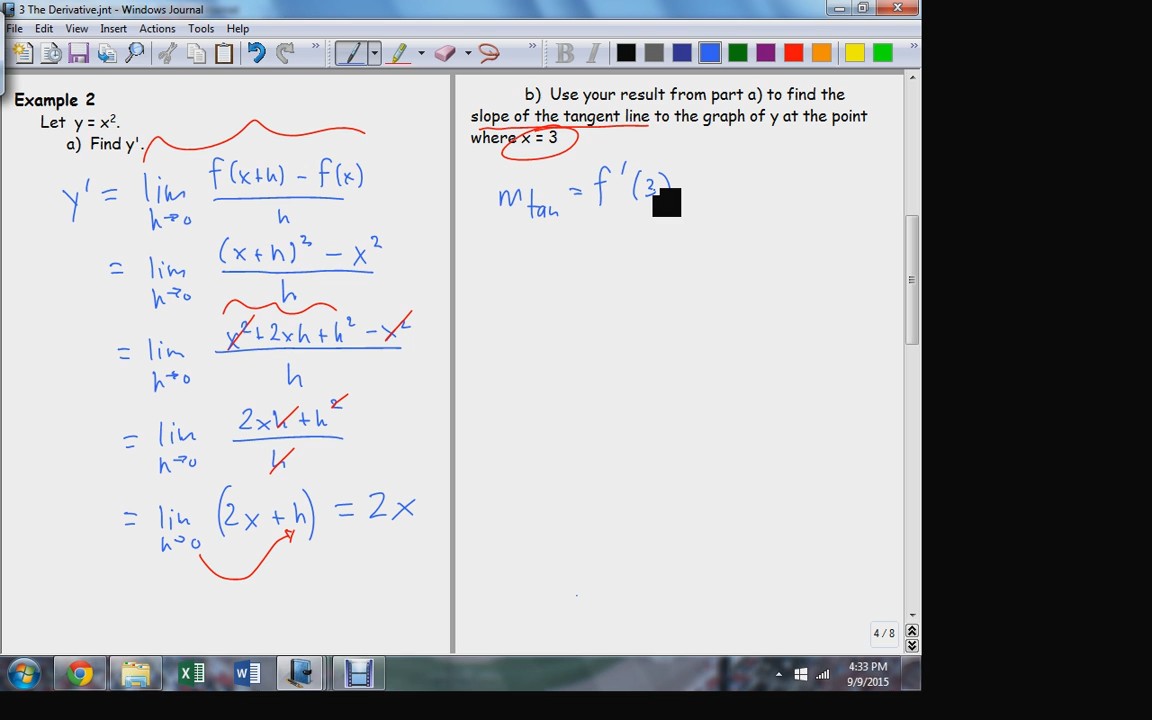 3 The Derivative.jnt - Windows Journal
File Edit View Insert Actions Tools Help
Example 2
Let y = x².
a) Find y'.
y' = lim h→0 f(x+h) - f(x) / h
= lim h→0 (x+h)² - x² / h
= lim h→0 x² + 2xh + h² - x² / h
= lim h→0 2xh + h² / h
= lim h→0 (2x + h) = 2x
b) Use your result from part a) to find the
slope of the tangent line to the graph of y at the point
where x = 3
m tan = f'(3)
4 / 8
4:33 PM
9/9/2015